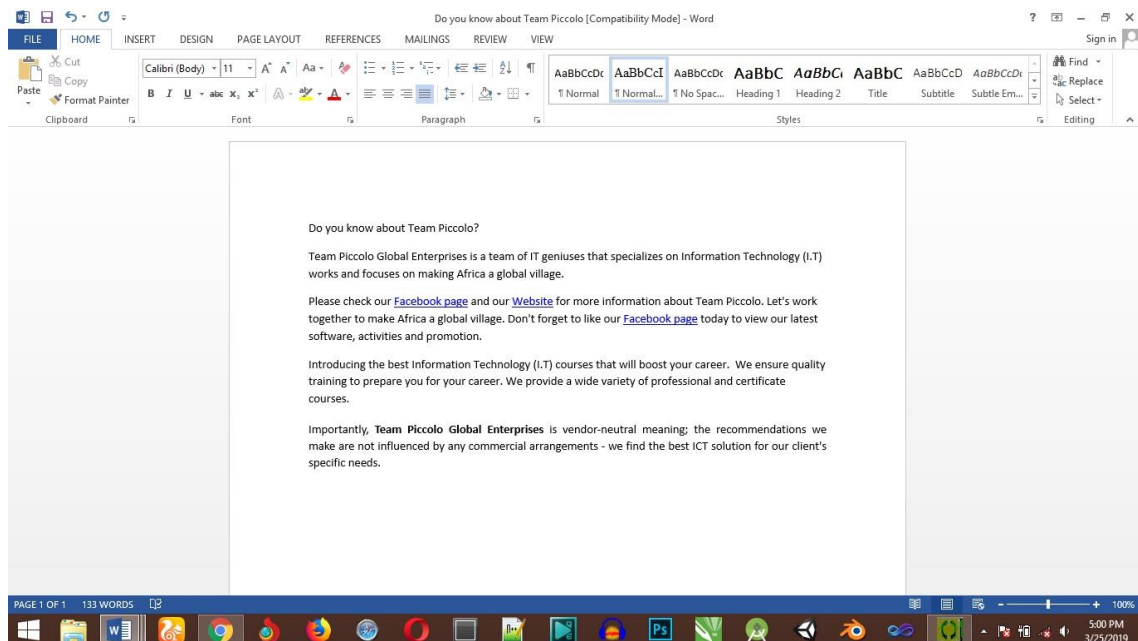 Do you know about Team Piccolo [Compatibility Mode] - Word
FILE HOME INSERT DESIGN PAGE LAYOUT REFERENCES MAILINGS REVIEW VIEW Sign in
Cut
Copy
Format Painter
Paste
Clipboard
Calibri (Body) 11
Font
Paragraph
AaBbCcDc AaBbCcI AaBbCcDc AaBbC AaBbC AaBbC AaBbCcD AaBbCcDc
¶ Normal ¶ Normal... ¶ No Spac... Heading 1 Heading 2 Title Subtitle Subtle Em...
Styles
Find
Replace
Select
Editing
Do you know about Team Piccolo?
Team Piccolo Global Enterprises is a team of IT geniuses that specializes on Information Technology (I.T)
works and focuses on making Africa a global village.
Please check our Facebook page and our Website for more information about Team Piccolo. Let's work
together to make Africa a global village. Don't forget to like our Facebook page today to view our latest
software, activities and promotion.
Introducing the best Information Technology (I.T) courses that will boost your career.  We ensure quality
training to prepare you for your career. We provide a wide variety of professional and certificate
courses.
Importantly, Team Piccolo Global Enterprises is vendor-neutral meaning; the recommendations we
make are not influenced by any commercial arrangements - we find the best ICT solution for our client's
specific needs.
PAGE 1 OF 1 133 WORDS 100%
5:00 PM
3/25/2019